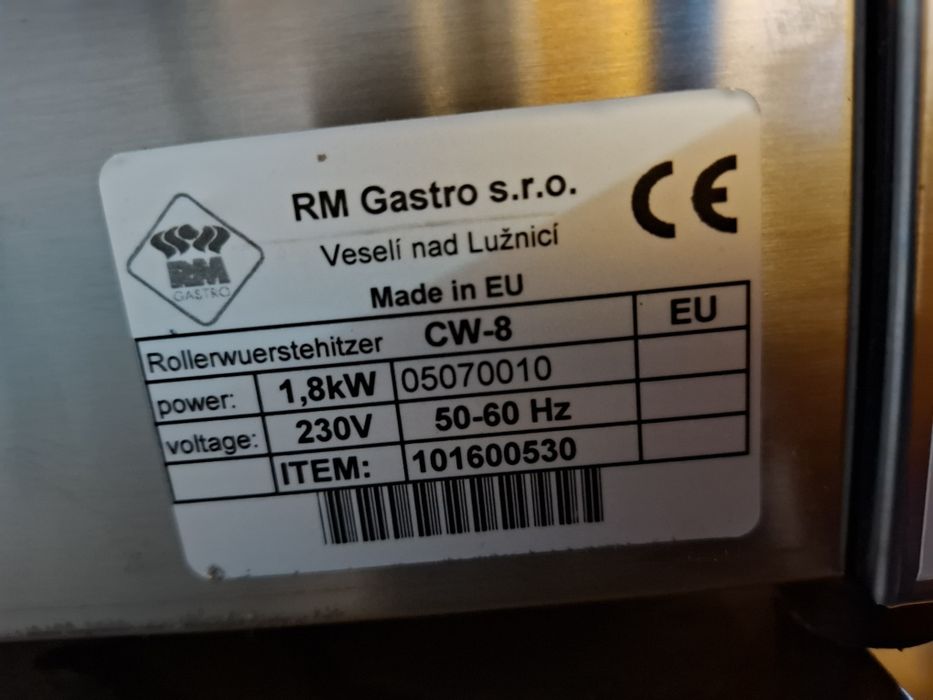 RM Gastro s.r.o.
CE
Veselí nad Lužnicí
RM
GASTRO
Made in EU
Rollerwuerstehitzer CW-8 EU
power: 1,8kW 05070010
voltage: 230V 50-60 Hz
ITEM: 101600530